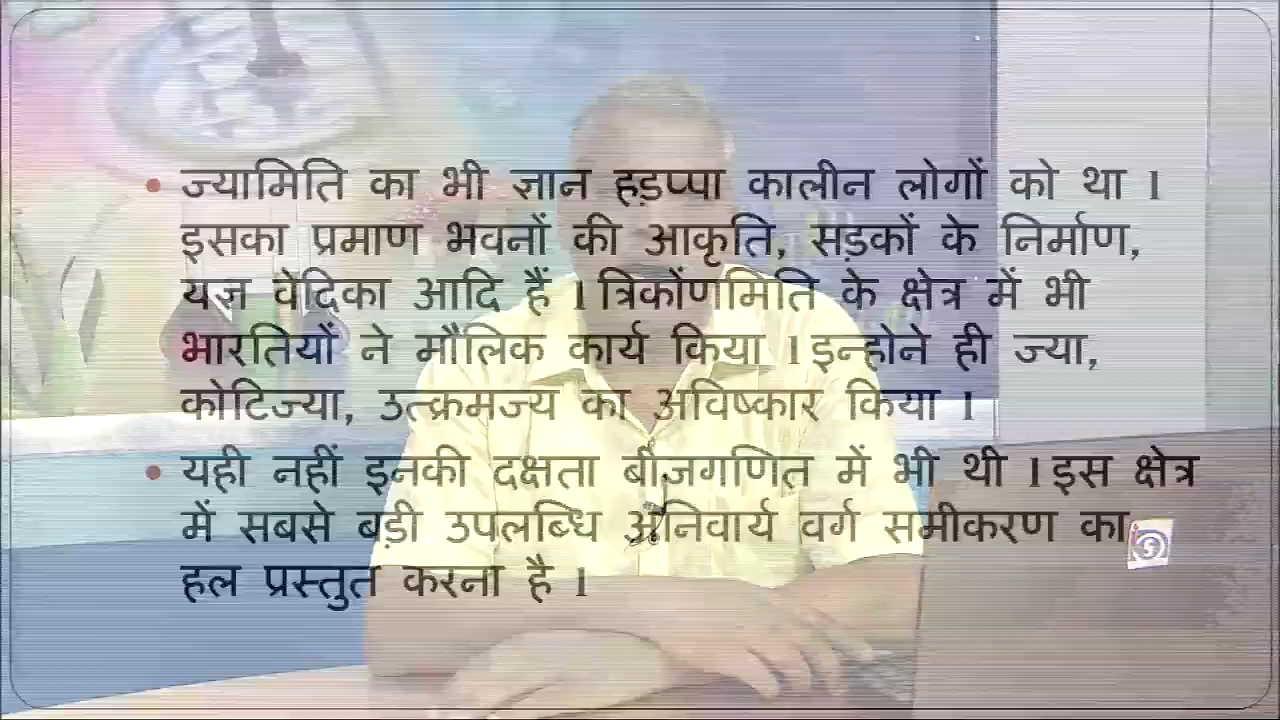 • ज्यामिति का भी ज्ञान हड़प्पा कालीन लोगों को था l
इसका प्रमाण भवनों की आकृति, सड़कों के निर्माण,
यज्ञ वेदिका आदि हैं l त्रिकोंणमिति के क्षेत्र में भी
भारतियों ने मौलिक कार्य किया l इन्होने ही ज्या,
कोटिज्या, उत्क्रमज्य का अविष्कार किया l
• यही नहीं इनकी दक्षता बीजगणित में भी थी l इस क्षेत्र
में सबसे बड़ी उपलब्धि अनिवार्य वर्ग समीकरण का
हल प्रस्तुत करना है l